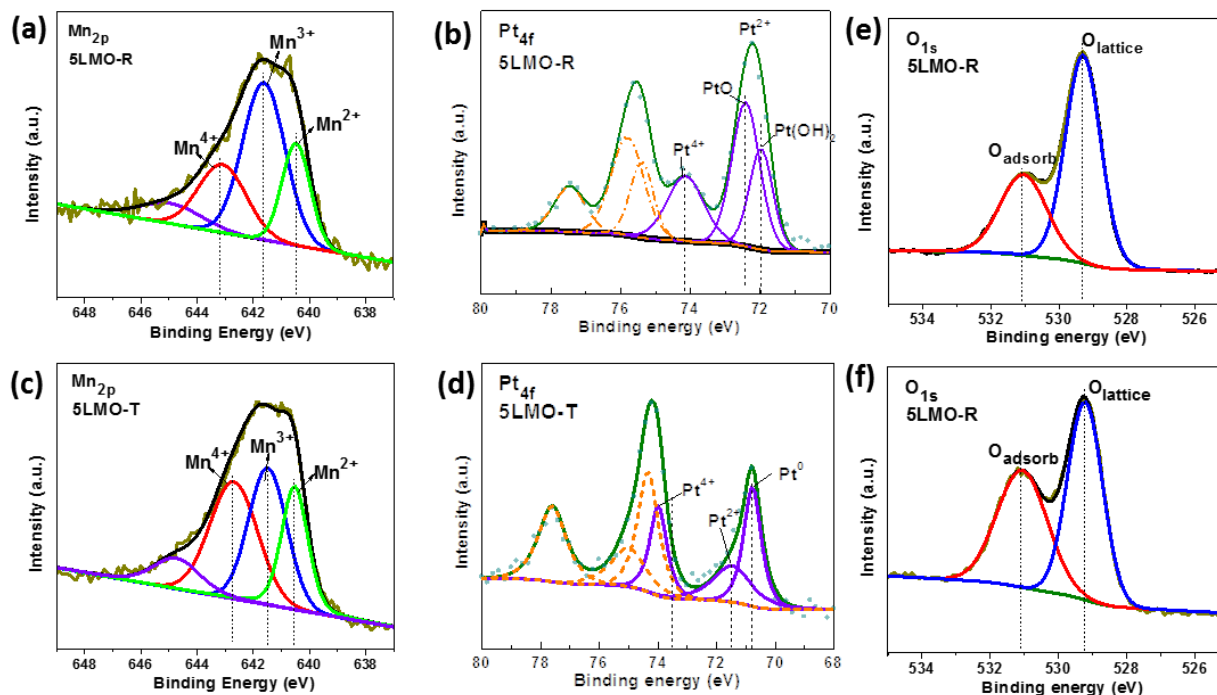 (a)
Mn2p
5LMO-R
Mn4+
Mn3+
Mn2+
Intensity (a.u.)
648 646 644 642 640 638
Binding Energy (eV)
(b)
Pt4f
5LMO-R
Pt2+
PtO
Pt(OH)2
Pt4+
Intensity (a.u.)
80 75 74 73 72 70
Binding energy (eV)
(e)
O1s
5LMO-R
Olattice
Oadsorb
Intensity (a.u.)
534 532 530 528 526
Binding energy (eV)
(c)
Mn2p
5LMO-T
Mn4+
Mn3+
Mn2+
Intensity (a.u.)
648 646 644 642 640 638
Binding Energy (eV)
(d)
Pt4f
5LMO-T
Pt4+
Pt2+
Pt0
Intensity (a.u.)
80 78 76 74 72 70 68
Binding energy (eV)
(f)
O1s
5LMO-R
Olattice
Oadsorb
Intensity (a.u.)
534 532 530 528 526
Binding energy (eV)